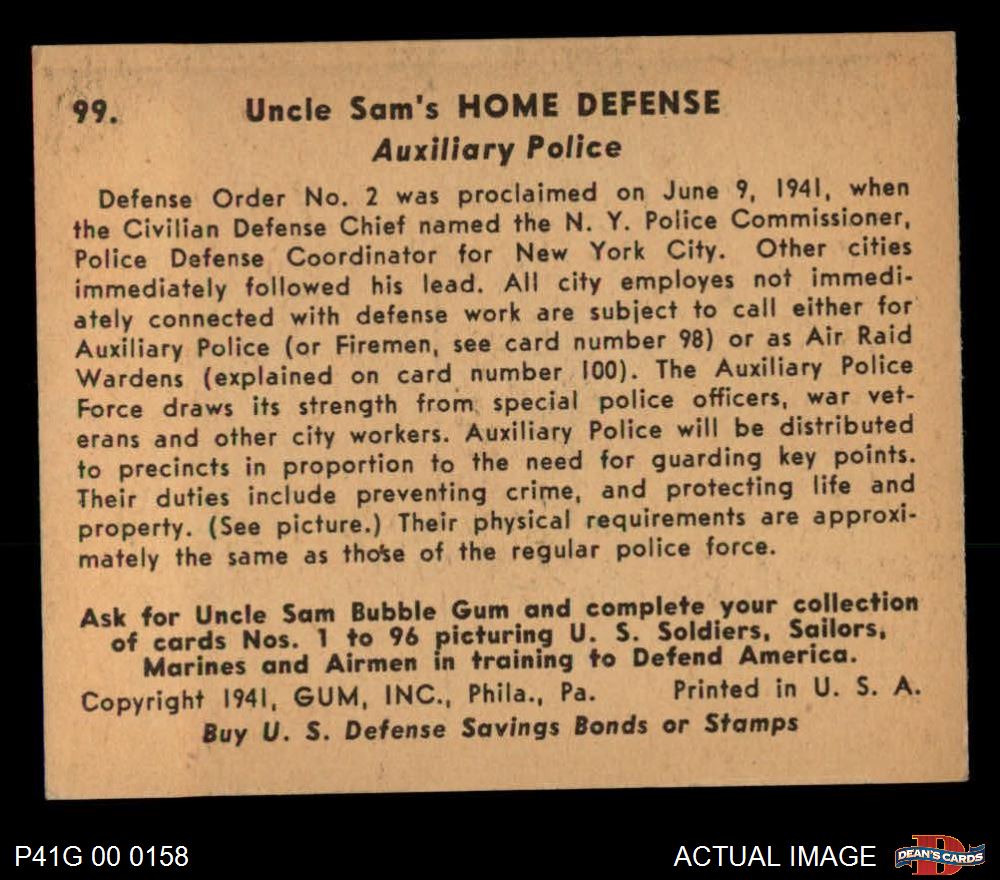 99. Uncle Sam's HOME DEFENSE
Auxiliary Police
Defense Order No. 2 was proclaimed on June 9, 1941, when
the Civilian Defense Chief named the N. Y. Police Commissioner,
Police Defense Coordinator for New York City. Other cities
immediately followed his lead. All city employes not immedi-
ately connected with defense work are subject to call either for
Auxiliary Police (or Firemen, see card number 98) or as Air Raid
Wardens (explained on card number 100). The Auxiliary Police
Force draws its strength from special police officers, war vet-
erans and other city workers. Auxiliary Police will be distributed
to precincts in proportion to the need for guarding key points.
Their duties include preventing crime, and protecting life and
property. (See picture.) Their physical requirements are approxi-
mately the same as those of the regular police force.
Ask for Uncle Sam Bubble Gum and complete your collection
of cards Nos. 1 to 96 picturing U. S. Soldiers, Sailors,
Marines and Airmen in training to Defend America.
Copyright 1941, GUM, INC., Phila., Pa. Printed in U. S. A.
Buy U. S. Defense Savings Bonds or Stamps
P41G 00 0158 ACTUAL IMAGE D DEAN'S CARDS